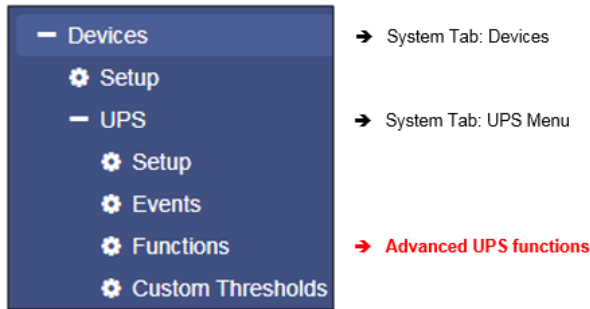 Devices ➔ System Tab: Devices
Setup
UPS ➔ System Tab: UPS Menu
Setup
Events
Functions ➔ Advanced UPS functions
Custom Thresholds